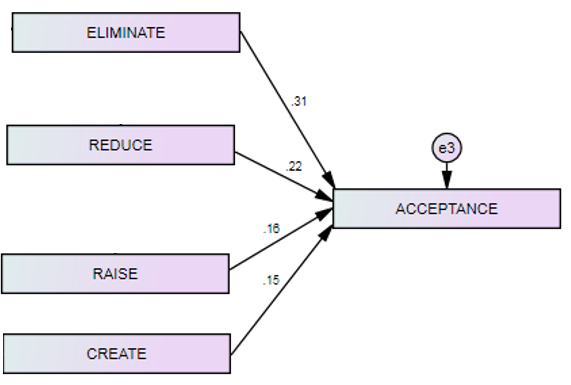 ELIMINATE
.31
REDUCE
.22
e3
ACCEPTANCE
.16
RAISE
.15
CREATE